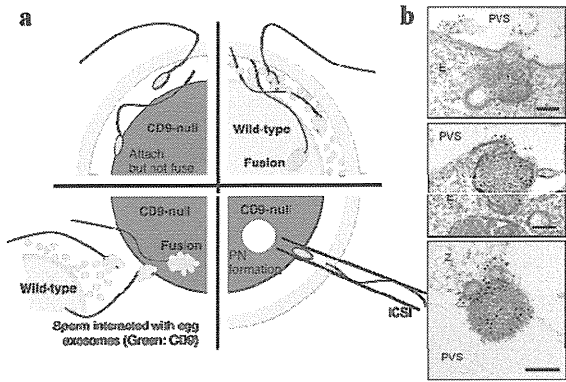 a
CD9-null
Attach
but not fuse
Wild-type
Fusion
CD9-null
Fusion
Wild-type
Sperm interacted with egg
exosomes (Green: CD9)
CD9-null
PN
formation
ICSI
b
PVS
E
PVS
E
Z
PVS